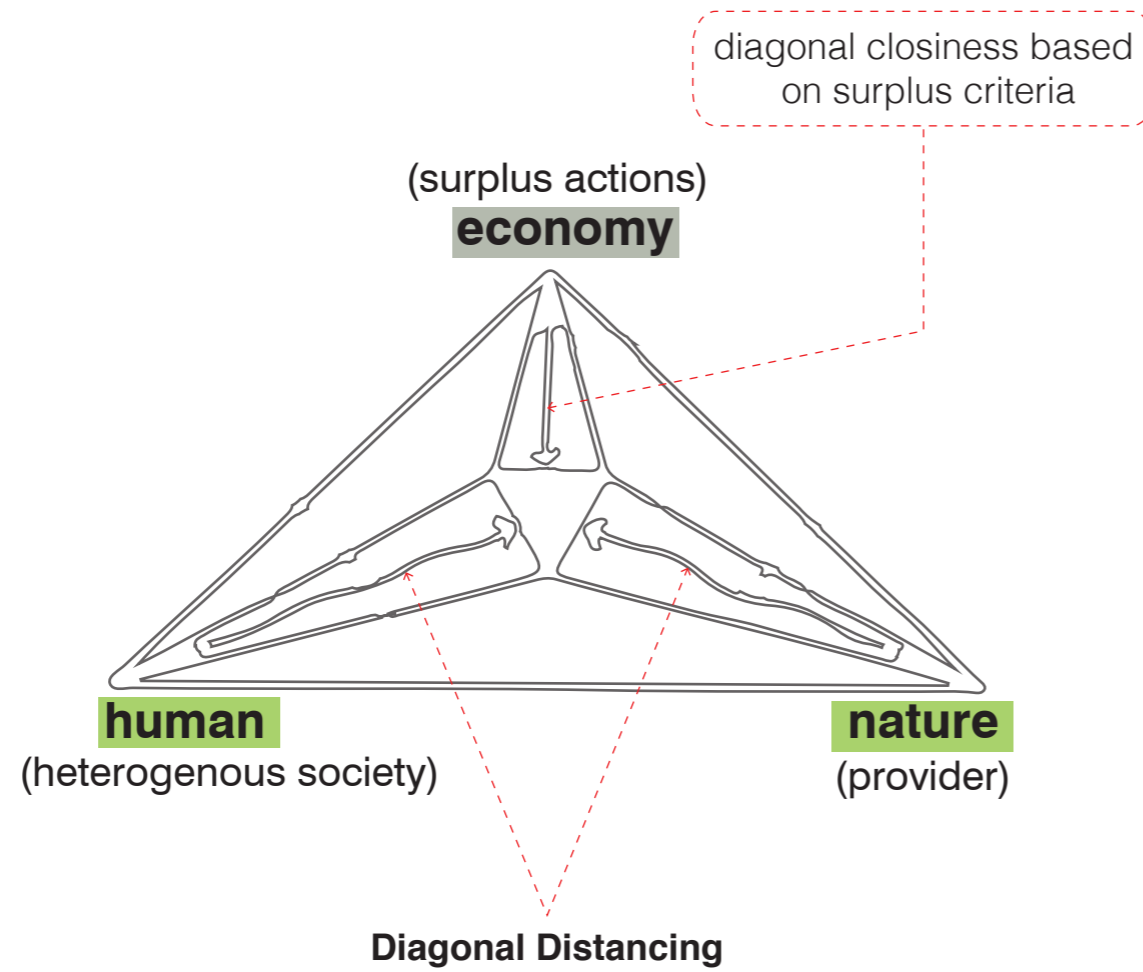 diagonal closiness based
on surplus criteria
(surplus actions)
economy
human
(heterogenous society)
nature
(provider)
Diagonal Distancing